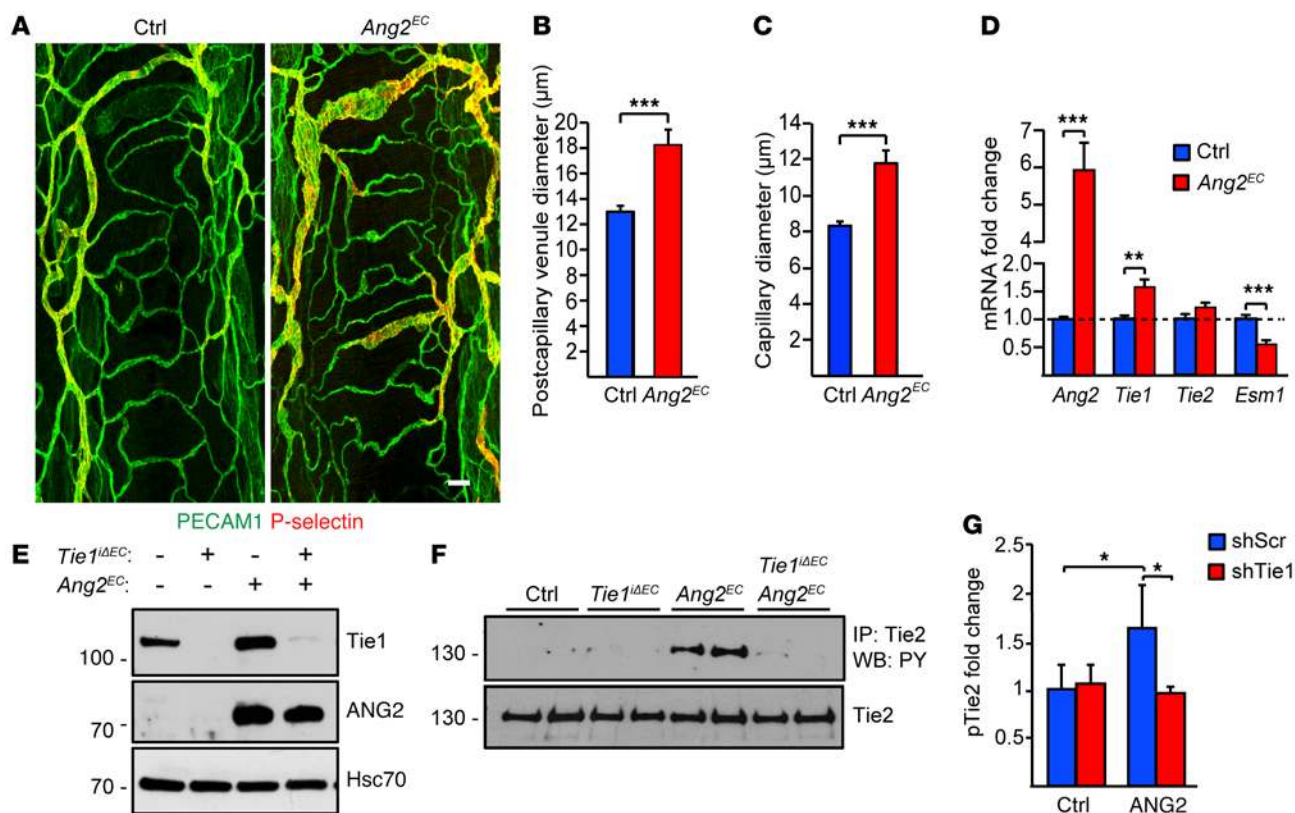 A
Ctrl
Ang2EC
PECAM1 P-selectin
B
Postcapillary venule diameter (µm)
20
18
16
14
12
10
8
6
4
2
***
Ctrl Ang2EC
C
Capillary diameter (µm)
14
12
10
8
6
4
2
***
Ctrl Ang2EC
D
mRNA fold change
7
6
5
4
1.5
1.0
0.5
***
**
***
Ctrl
Ang2EC
Ang2 Tie1 Tie2 Esm1
E
Tie1iΔEC: - + - +
Ang2EC: - - + +
100 -
Tie1
70 -
ANG2
70 -
Hsc70
F
Ctrl Tie1iΔEC Ang2EC Tie1iΔEC
Ang2EC
130 -
IP: Tie2
WB: PY
130 -
Tie2
G
pTie2 fold change
2.5
2
1.5
1
0.5
*
*
shScr
shTie1
Ctrl ANG2